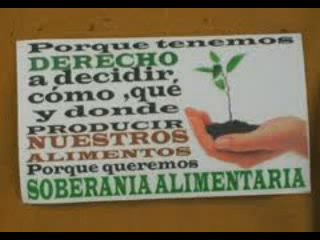 Porque tenemos
DERECHO
a decidir,
cómo ,qué
y donde
PRODUCIR
NUESTROS
ALIMENTOS
Porque queremos
SOBERANIA ALIMENTARIA